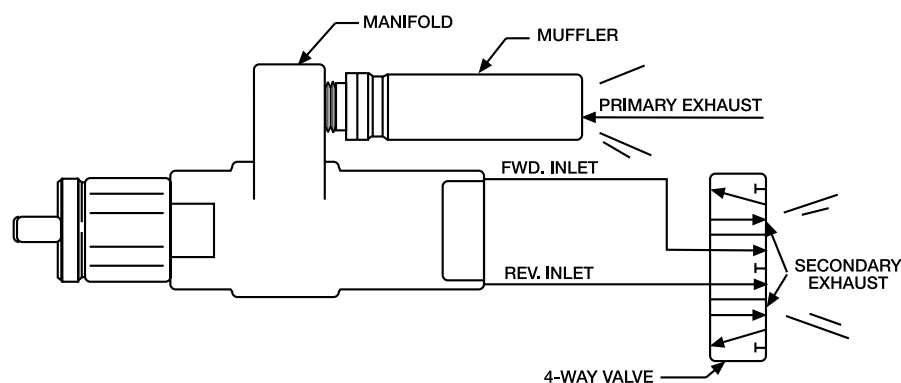 MANIFOLD
MUFFLER
PRIMARY EXHAUST
FWD. INLET
REV. INLET
SECONDARY
EXHAUST
4-WAY VALVE